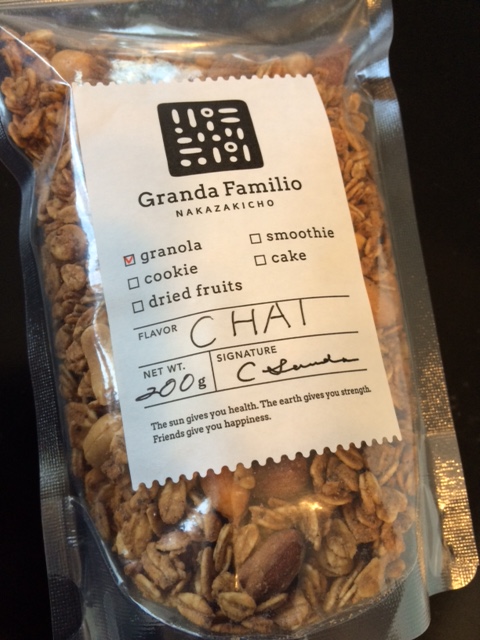 Granda Familio
NAKAZAKICHO
granola
smoothie
cookie
cake
dried fruits
FLAVOR CHAI
NET WT. 200g
SIGNATURE C
The sun gives you health. The earth gives you strength.
Friends give you happiness.